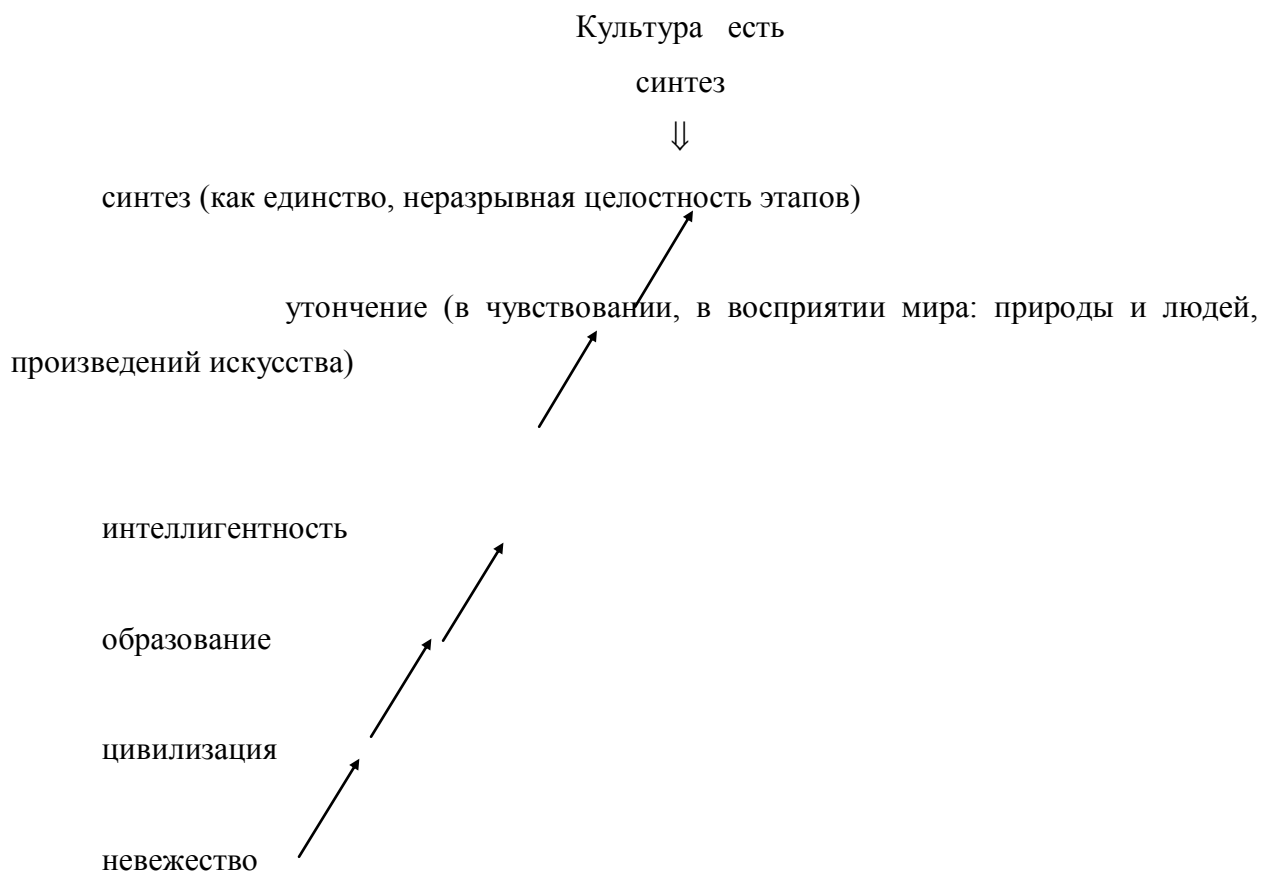 Культура есть
синтез
⇓
синтез (как единство, неразрывная целостность этапов)
утончение (в чувствовании, в восприятии мира: природы и людей,
произведений искусства)
интеллигентность
образование
цивилизация
невежество